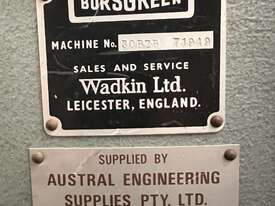 BURSGREEN
MACHINE No.
SALES AND SERVICE
Wadkin Ltd.
LEICESTER, ENGLAND.
SUPPLIED BY
AUSTRAL ENGINEERING
SUPPLIES PTY. LTD.